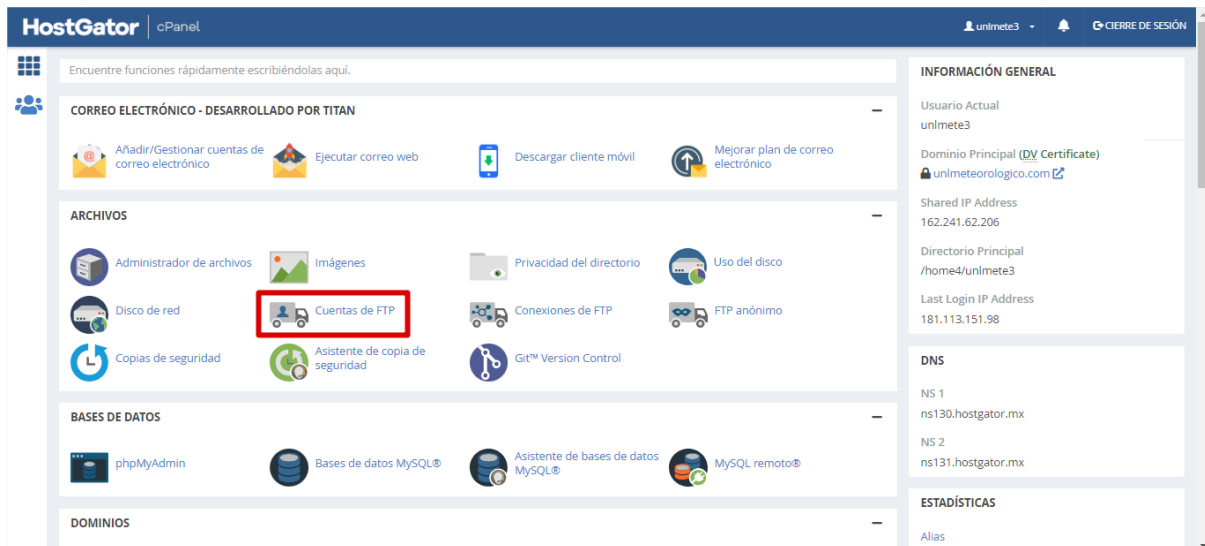 HostGator cPanel
unlmete3
CIERRE DE SESIÓN
Encuentre funciones rápidamente escribiéndolas aquí.
CORREO ELECTRÓNICO - DESARROLLADO POR TITAN
Añadir/Gestionar cuentas de
correo electrónico
Ejecutar correo web
Descargar cliente móvil
Mejorar plan de correo
electrónico
ARCHIVOS
Administrador de archivos
Imágenes
Privacidad del directorio
Uso del disco
Disco de red
Cuentas de FTP
Conexiones de FTP
FTP anónimo
Copias de seguridad
Asistente de copia de
seguridad
Git™ Version Control
BASES DE DATOS
phpMyAdmin
Bases de datos MySQL®
Asistente de bases de datos
MySQL®
MySQL remoto®
DOMINIOS
INFORMACIÓN GENERAL
Usuario Actual
unlmete3
Dominio Principal (DV Certificate)
unlmeteorologico.com
Shared IP Address
162.241.62.206
Directorio Principal
/home4/unlmete3
Last Login IP Address
181.113.151.98
DNS
NS 1
ns130.hostgator.mx
NS 2
ns131.hostgator.mx
ESTADÍSTICAS
Alias